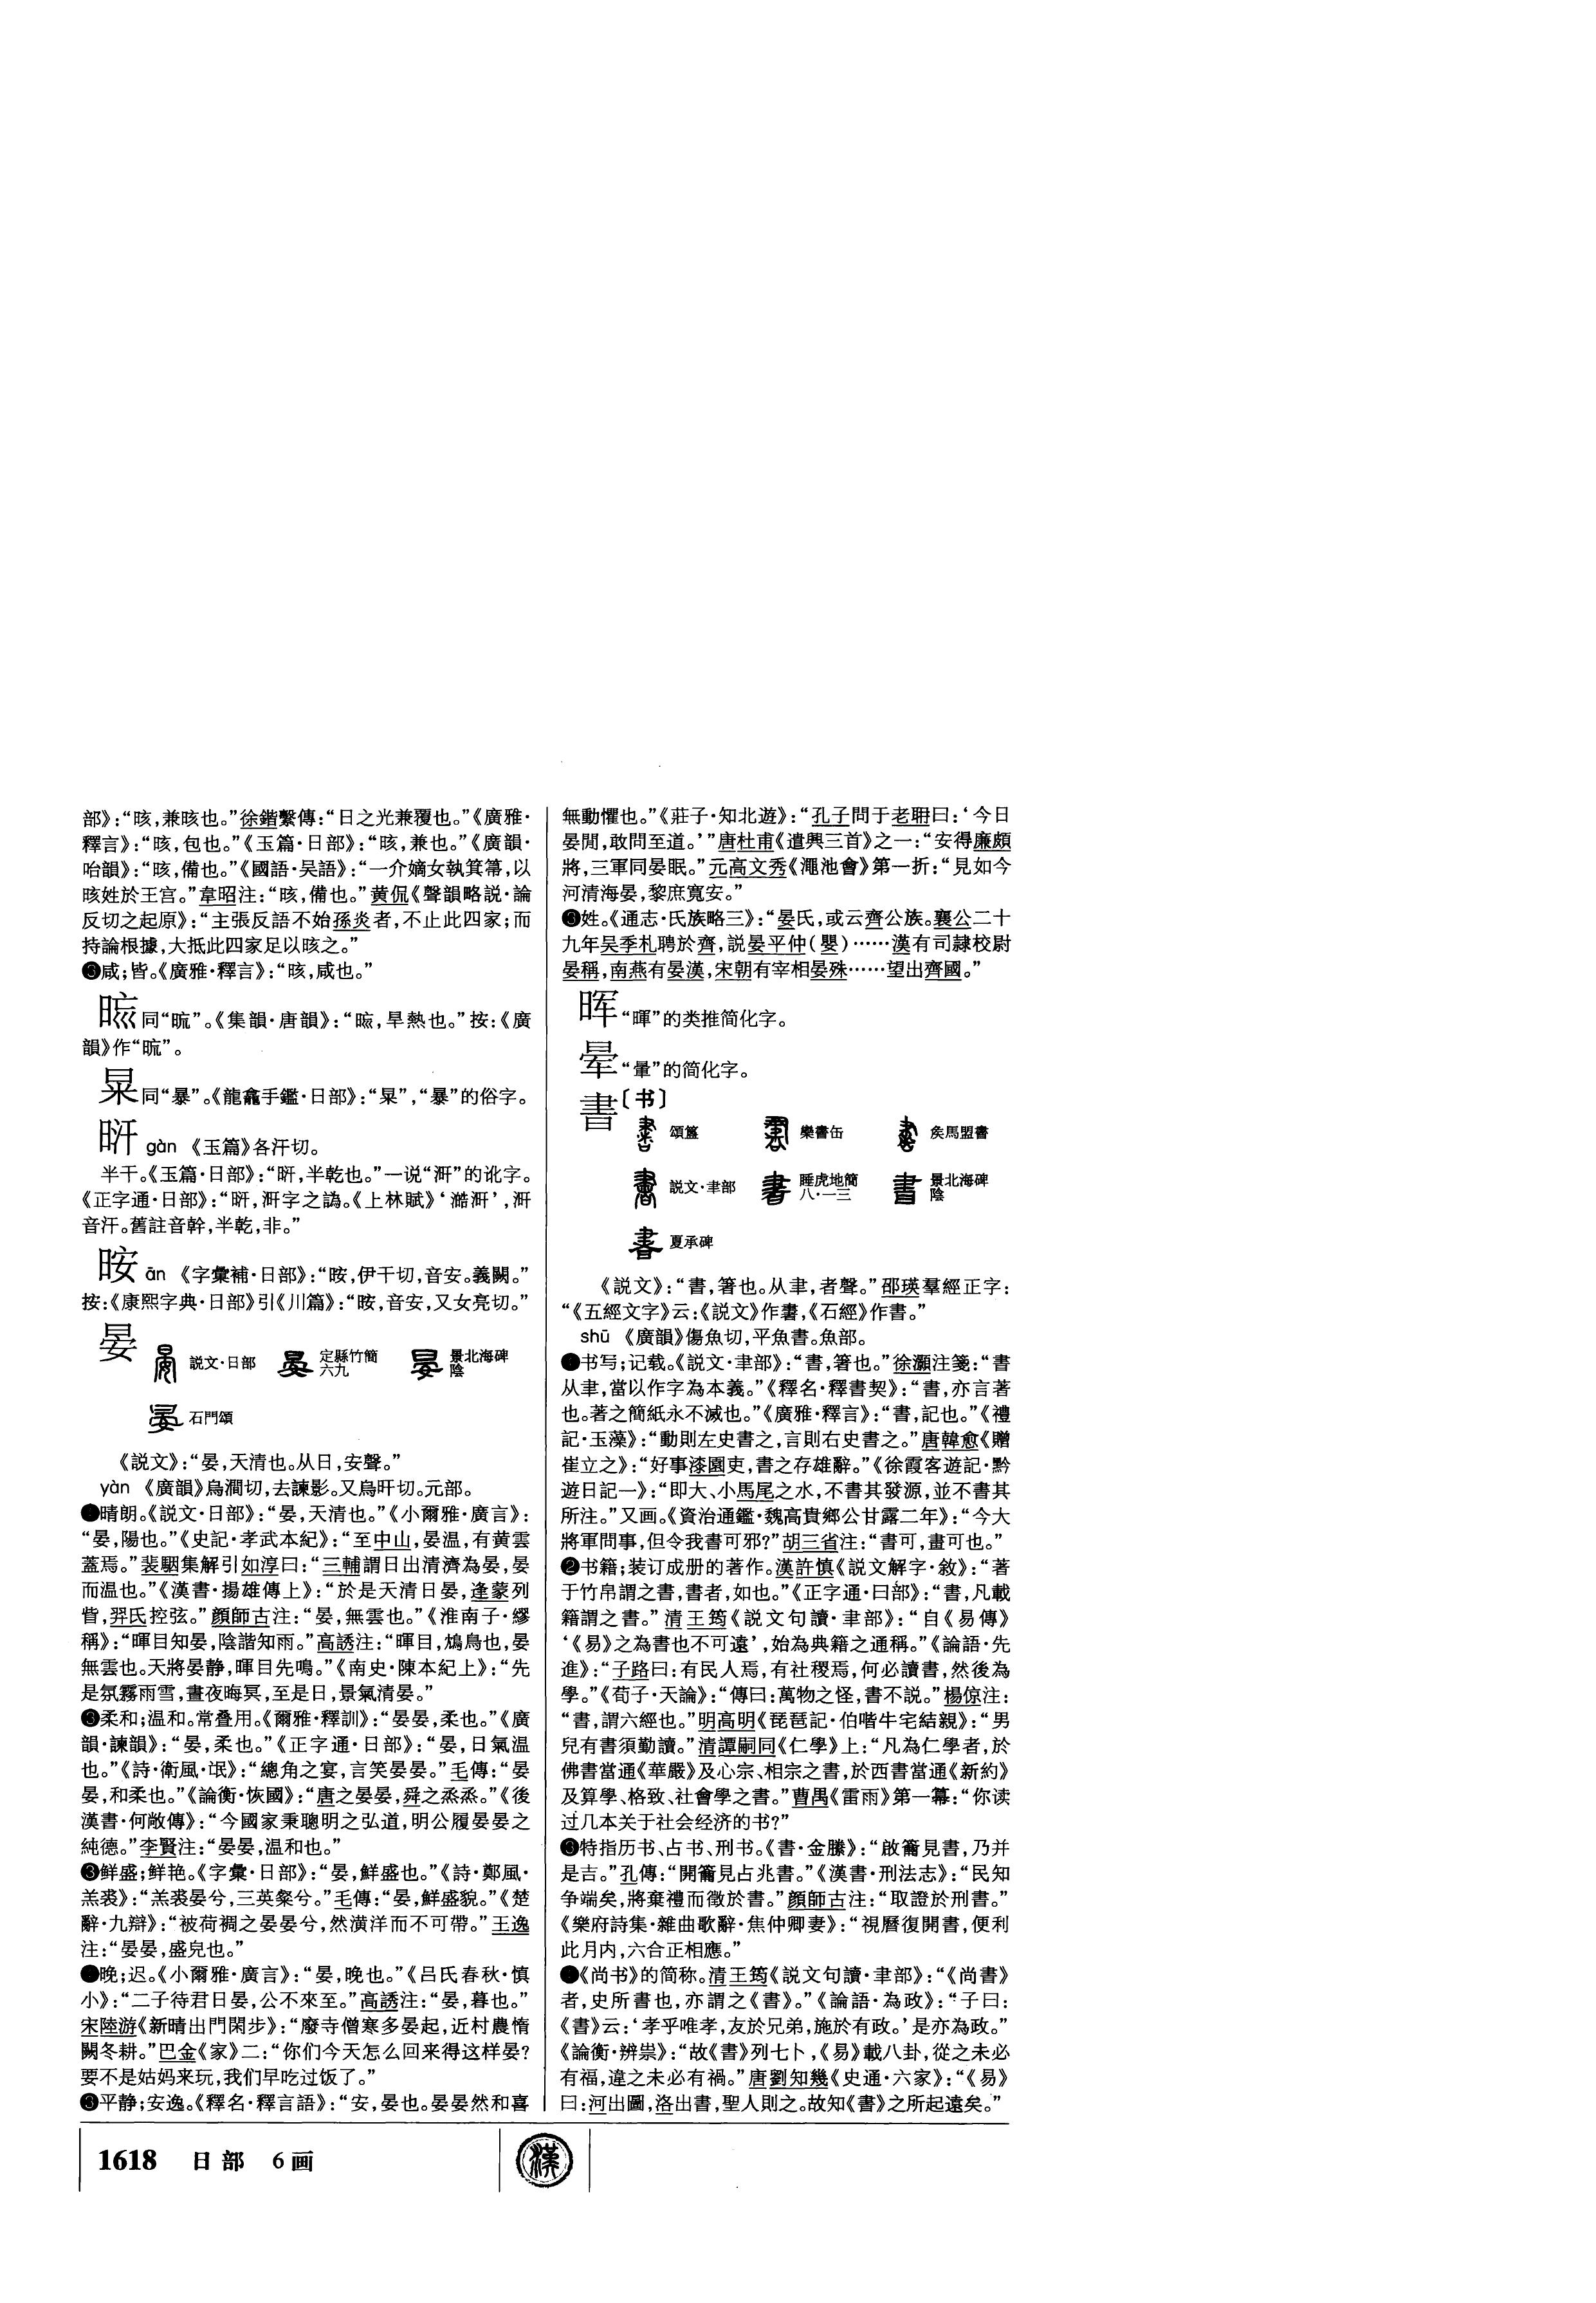 部》：“晐，兼晐也。”徐鍇繫傳：“日之光兼覆也。”《廣雅·
釋言》：“晐，包也。”《玉篇·日部》：“晐，兼也。”《廣韻·
咍韻》：“晐，備也。”《國語·吴語》：“一介嫡女執箕箒，以
晐姓於王宫。”韋昭注：“晐，備也。”黄侃《聲韻略説·論
反切之起原》：“主張反語不始孫炎者，不止此四家；而
持論根據，大抵此四家足以晐之。”
❸咸；皆。《廣雅·釋言》：“晐，咸也。”
同“㫰”。《集韻·唐韻》：“，旱熱也。”按：《廣
韻》作“㫰”。
同“暴”。《龍龕手鑑·日部》：“”，“暴”的俗字。
gàn 《玉篇》各汗切。
半干。《玉篇·日部》：“，半乾也。”一说“汧”的讹字。
《正字通·日部》：“，汧字之譌。《上林賦》‘澔汧’，汧
音汗。舊註音幹，半乾，非。”
晻 ān 《字彙補·日部》：“，伊干切，音安。義闕。”
按：《康熙字典·日部》引《川篇》：“，音安，又女亮切。”
晏
説文·日部 定縣竹簡六九 景北海碑陰
石門頌
《説文》：“晏，天清也。从日，安聲。”
yàn 《廣韻》烏澗切，去諫影。又烏旰切。元部。
晴朗。《説文·日部》：“晏，天清也。”《小爾雅·廣言》：
“晏，陽也。”《史記·孝武本紀》：“至中山，晏温，有黄雲
蓋焉。”裴駰集解引如淳曰：“三輔謂日出清濟為晏，晏
而温也。”《漢書·揚雄傳上》：“於是天清日晏，逢蒙列
眥，羿氏控弦。”顔師古注：“晏，無雲也。”《淮南子·繆
稱》：“暉目知晏，陰諧知雨。”高誘注：“暉目，鴆鳥也，晏
無雲也。天將晏静，暉目先鳴。”《南史·陳本紀上》：“先
是氛霧雨雪，晝夜晦冥，至是日，景氣清晏。”
柔和；温和。常叠用。《爾雅·釋訓》：“晏晏，柔也。”《廣
韻·諫韻》：“晏，柔也。”《正字通·日部》：“晏，日氣温
也。”《詩·衛風·氓》：“總角之宴，言笑晏晏。”毛傳：“晏
晏，和柔也。”《論衡·恢國》：“唐之晏晏，舜之烝烝。”《後
漢書·何敞傳》：“今國家秉聰明之弘道，明公履晏晏之
純德。”李賢注：“晏晏，温和也。”
❸鲜盛；鲜艳。《字彙·日部》：“晏，鮮盛也。”《詩·鄭風·
羔裘》：“羔裘晏兮，三英粲兮。”毛傳：“晏，鮮盛貌。”《楚
辭·九辯》：“被荷裯之晏晏兮，然潢洋而不可帶。”王逸
注：“晏晏，盛皃也。”
晚；迟。《小爾雅·廣言》：“晏，晚也。”《吕氏春秋·慎
小》：“二子待君日晏，公不來至。”高誘注：“晏，暮也。”
宋陸游《新晴出門閑步》：“廢寺僧寒多晏起，近村農惰
闕冬耕。”巴金《家》二：“你们今天怎么回来得这样晏？
要不是姑妈来玩，我们早吃过饭了。”
平静；安逸。《釋名·釋言語》：“安，晏也。晏晏然和喜
無動懼也。”《莊子·知北遊》：“孔子問于老聃曰：‘今日
晏閒，敢問至道。’”唐杜甫《遣興三首》之一：“安得廉頗
將，三軍同晏眠。”元高文秀《澠池會》第一折：“見如今
河清海晏，黎庶寬安。”
姓。《通志·氏族略三》：“晏氏，或云齊公族。襄公二十
九年吴季札聘於齊，説晏平仲（嬰）……漢有司隸校尉
晏稱，南燕有晏漢，宋朝有宰相晏殊……望出齊國。”
晖 “暉”的类推简化字。
晕 “暈”的简化字。
書〔书〕
頌簋 欒書缶 矦馬盟書
説文·聿部 睡虎地簡八·一三 景北海碑陰
夏承碑
《説文》：“書，箸也。从聿，者聲。”邵瑛羣經正字：
“《五經文字》云：《説文》作，《石經》作書。”
shū 《廣韻》傷魚切，平魚書。魚部。
书写；记载。《説文·聿部》：“書，箸也。”徐灝注箋：“書
从聿，當以作字為本義。”《釋名·釋書契》：“書，亦言著
也。著之簡紙永不滅也。”《廣雅·釋言》：“書，記也。”《禮
記·玉藻》：“動則左史書之，言則右史書之。”唐韓愈《贈
崔立之》：“好事漆園吏，書之存雄辭。”《徐霞客遊記·黔
遊日記一》：“即大、小馬尾之水，不書其發源，並不書其
所注。”又画。《資治通鑑·魏高貴鄉公甘露二年》：“今大
將軍問事，但令我書可邪？”胡三省注：“書可，畫可也。”
❷书籍；装订成册的著作。漢許慎《説文解字·敘》：“著
于竹帛謂之書，書者，如也。”《正字通·曰部》：“書，凡載
籍謂之書。”清王筠《説文句讀·聿部》：“自《易傳》
‘《易》之為書也不可遠’，始為典籍之通稱。”《論語·先
進》：“子路曰：有民人焉，有社稷焉，何必讀書，然後為
學。”《荀子·天論》：“傳曰：萬物之怪，書不説。”楊倞注：
“書，謂六經也。”明高明《琵琶記·伯喈牛宅結親》：“男
兒有書須勤讀。”清譚嗣同《仁學》上：“凡為仁學者，於
佛書當通《華嚴》及心宗、相宗之書，於西書當通《新約》
及算學、格致、社會學之書。”曹禺《雷雨》第一幕：“你读
过几本关于社会经济的书？”
❸特指历书、占书、刑书。《書·金縢》：“啟籥見書，乃并
是吉。”孔傳：“開籥見占兆書。”《漢書·刑法志》：“民知
争端矣，將棄禮而徵於書。”顔師古注：“取證於刑書。”
《樂府詩集·雜曲歌辭·焦仲卿妻》：“視曆復開書，便利
此月内，六合正相應。”
《尚书》的简称。清王筠《説文句讀·聿部》：“《尚書》
者，史所書也，亦謂之《書》。”《論語·為政》：“子曰：
《書》云：‘孝乎唯孝，友於兄弟，施於有政。’是亦為政。”
《論衡·辨祟》：“故《書》列七卜，《易》載八卦，從之未必
有福，違之未必有禍。”唐劉知幾《史通·六家》：“《易》
曰：河出圖，洛出書，聖人則之。故知《書》之所起遠矣。”
1618 日部 6画
漢